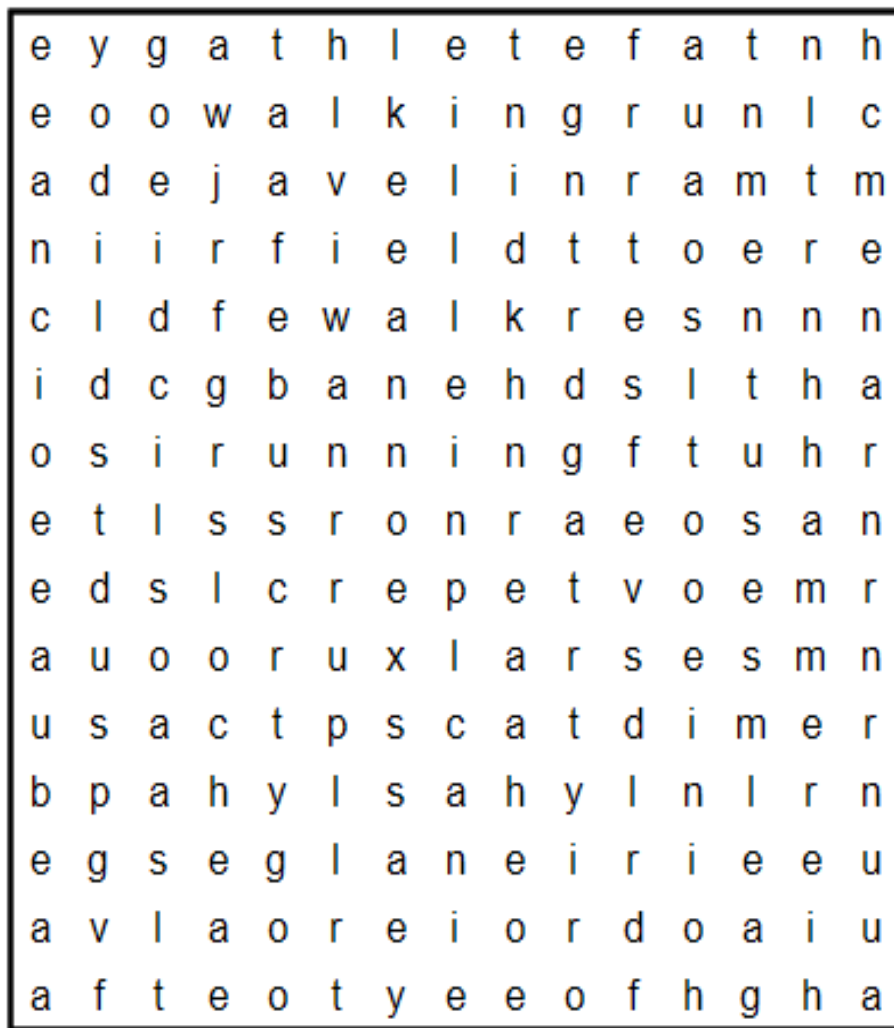 e y g a t h l e t e f a t n h
e o o w a l k i n g r u n l c
a d e j a v e l i n r a m t m
n i i r f i e l d t t o e r e
c l d f e w a l k r e s n n n
i d c g b a n e h d s l t h a
o s i r u n n i n g f t u h r
e t l s s r o n r a e o s a n
e d s l c r e p e t v o e m r
a u o o r u x l a r s e s m n
u s a c t p s c a t d i m e r
b p a h y l s a h y l n l r n
e g s e g l a n e i r i e e u
a v l a o r e i o r d o a i u
a f t e o t y e e o f h g h a